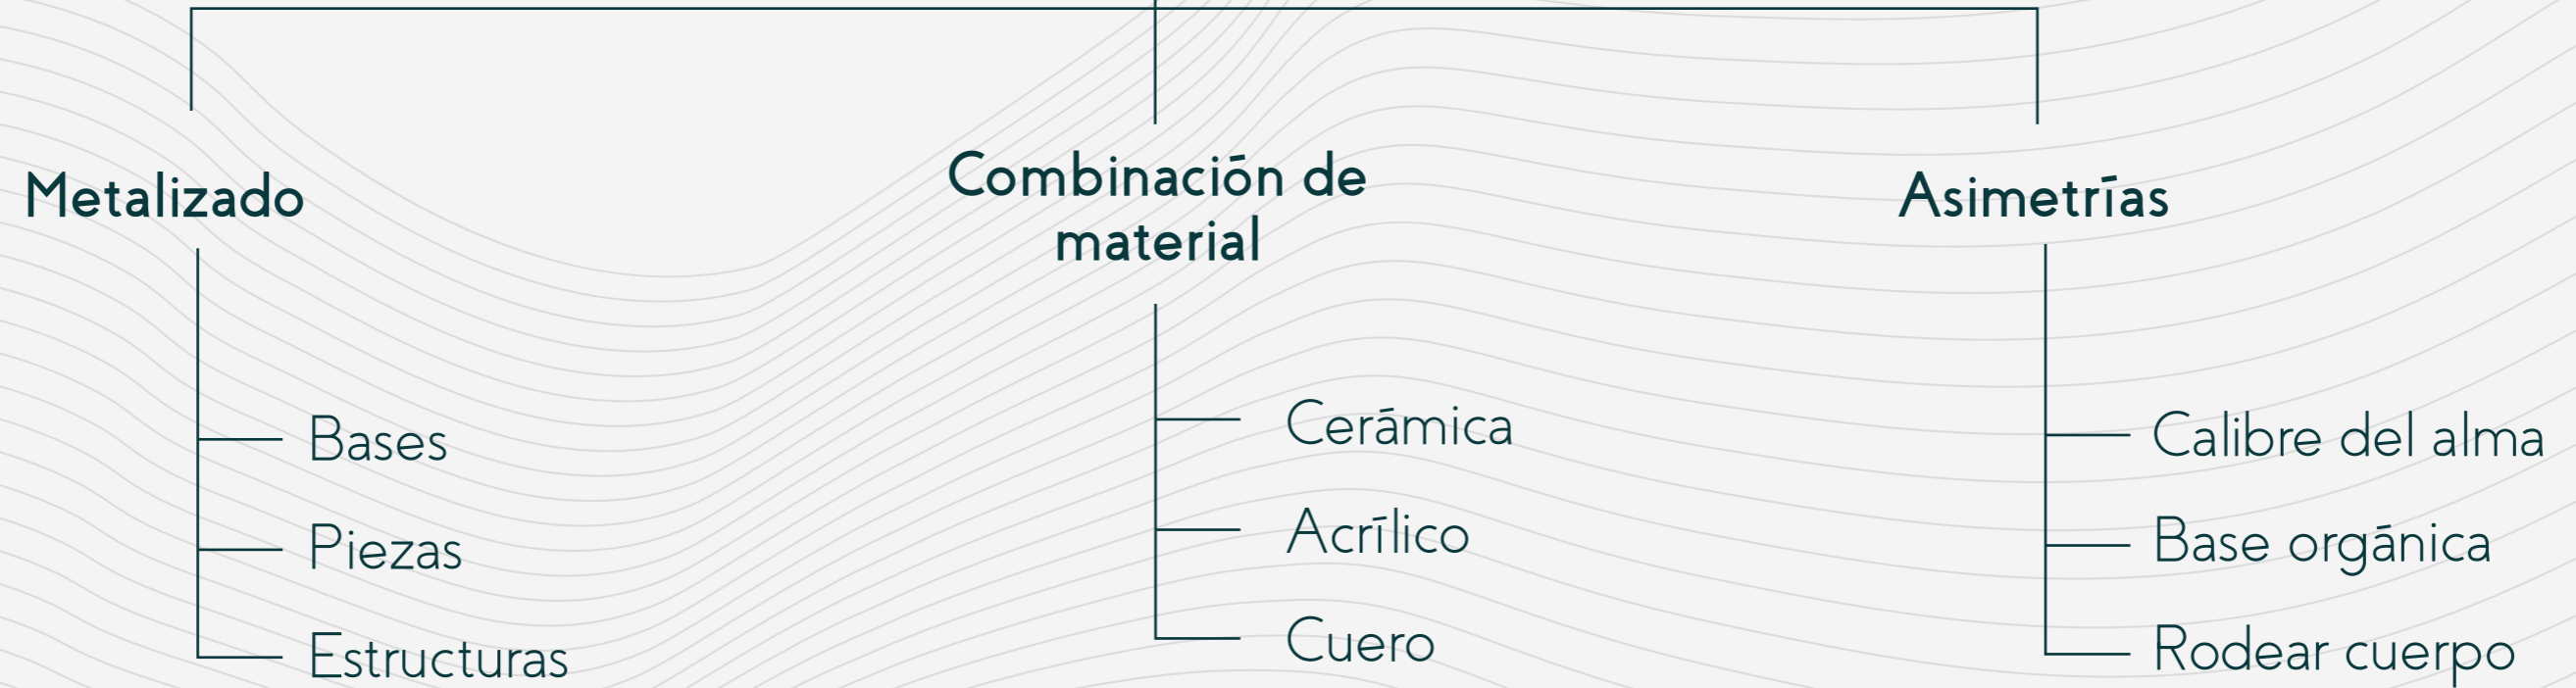 Metalizado
Combinación de
material
Asimetrías
Bases
Piezas
Estructuras
Cerámica
Acrílico
Cuero
Calibre del alma
Base orgánica
Rodear cuerpo